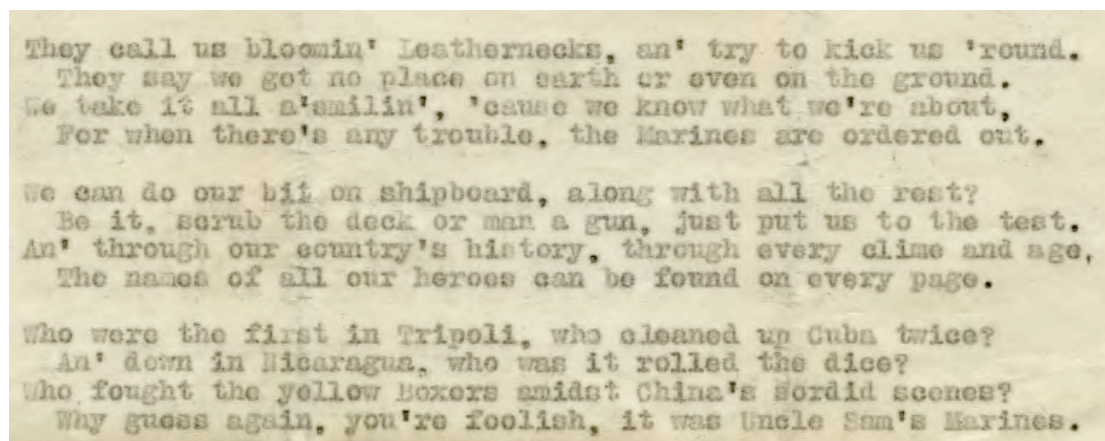 They call us bloomin' Leathernecks, an' try to kick us 'round.
They say we got no place on earth or even on the ground.
We take it all a'smilin', 'cause we know what we're about,
For when there's any trouble, the Marines are ordered out.
We can do our bit on shipboard, along with all the rest?
Be it, scrub the deck or man a gun, just put us to the test.
An' through our country's history, through every clime and age,
The names of all our heroes can be found on every page.
Who were the first in Tripoli, who cleaned up Cuba twice?
An' down in Nicaragua, who was it rolled the dice?
Who fought the yellow Boxers amidst China's sordid scenes?
Why guess again, you're foolish, it was Uncle Sam's Marines.